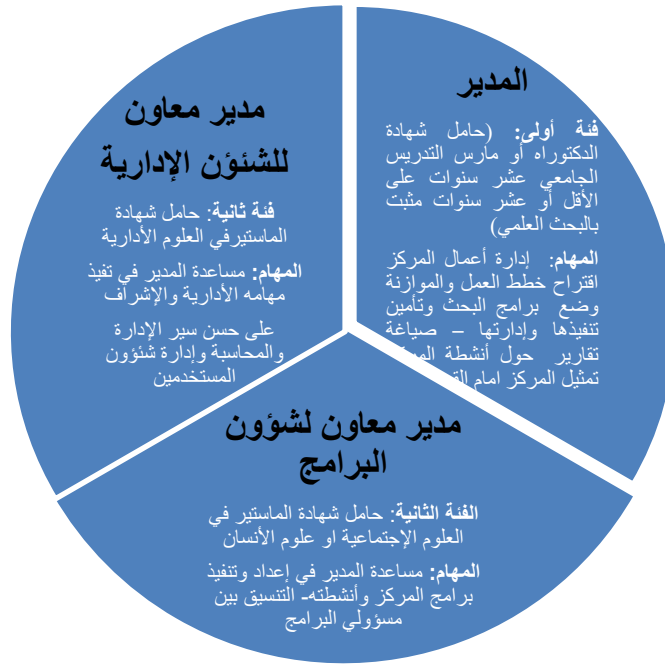 المدير
فئة أولى: (حامل شهادة
الدكتوراه أو مارس التدريس
الجامعي عشر سنوات على
الأقل أو عشر سنوات مثبت
بالبحث العلمي)
المهام: إدارة أعمال المركز
اقتراح خطط العمل والموازنة
وضع برامج البحث وتأمين
تنفيذها وإدارتها – صياغة
تقارير حول أنشطة
تمثيل المركز امام
مدير معاون
للشئؤن الإدارية
فئة ثانية: حامل شهادة
الماستيرفي العلوم الأدارية
المهام: مساعدة المدير في تفيذ
مهامه الأدارية والإشراف
على حسن سير الإدارة
والمحاسبة وإدارة شئؤون
المستخدمين
مدير معاون لشؤون
البرامج
الفئة الثانية: حامل شهادة الماستير في
العلوم الإجتماعية او علوم الأنسان
المهام: مساعدة المدير في إعداد وتنفيذ
برامج المركز وأنشطته- التنسيق بين
مسؤولي البرامج